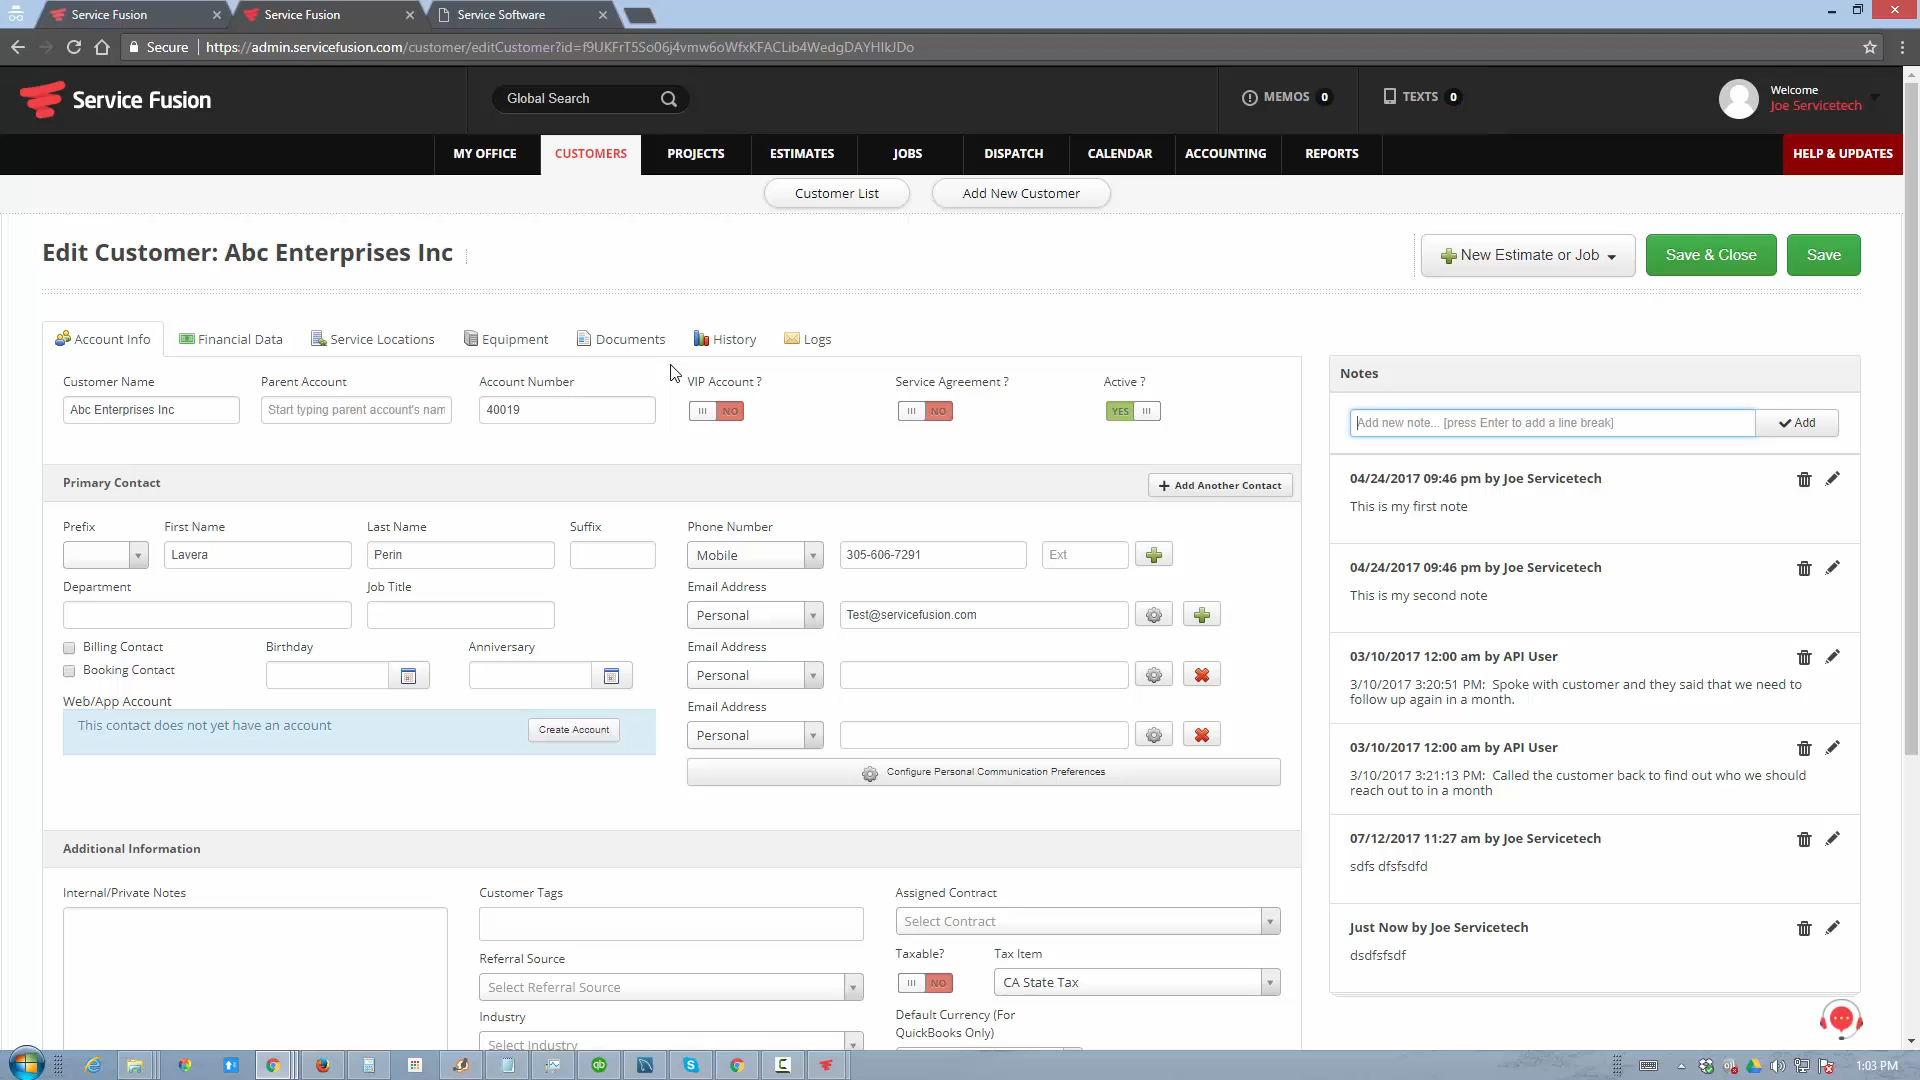 Service Fusion
Service Fusion
Service Software
Secure https://admin.servicefusion.com/customer/editCustomer?id=f9UKFrT5So06j4vmw6oWfxKFACLib4WedgDAYHIkJDo
Service Fusion
Global Search
MEMOS 0
TEXTS 0
Welcome
Joe Servicetech
MY OFFICE CUSTOMERS PROJECTS ESTIMATES JOBS DISPATCH CALENDAR ACCOUNTING REPORTS HELP & UPDATES
Customer List Add New Customer
Edit Customer: Abc Enterprises Inc
New Estimate or Job Save & Close Save
Account Info Financial Data Service Locations Equipment Documents History Logs
Customer Name Parent Account Account Number VIP Account ? Service Agreement ? Active ?
Abc Enterprises Inc Start typing parent account's nam 40019 NO NO YES
Primary Contact
Add Another Contact
Prefix First Name Last Name Suffix Phone Number
Lavera Perin Mobile 305-606-7291 Ext
Department Job Title Email Address
Personal Test@servicefusion.com
Billing Contact Birthday Anniversary Email Address
Booking Contact Personal
Web/App Account Email Address
This contact does not yet have an account Create Account Personal
Configure Personal Communication Preferences
Additional Information
Internal/Private Notes Customer Tags Assigned Contract
Select Contract
Referral Source Taxable? Tax Item
Select Referral Source NO CA State Tax
Industry Default Currency (For
QuickBooks Only)
Select Industry
Notes
Add new note... [press Enter to add a line break] Add
04/24/2017 09:46 pm by Joe Servicetech
This is my first note
04/24/2017 09:46 pm by Joe Servicetech
This is my second note
03/10/2017 12:00 am by API User
3/10/2017 3:20:51 PM: Spoke with customer and they said that we need to
follow up again in a month.
03/10/2017 12:00 am by API User
3/10/2017 3:21:13 PM: Called the customer back to find out who we should
reach out to in a month
07/12/2017 11:27 am by Joe Servicetech
sdfs dfsfsdfd
Just Now by Joe Servicetech
dsdfsfsdf
1:03 PM